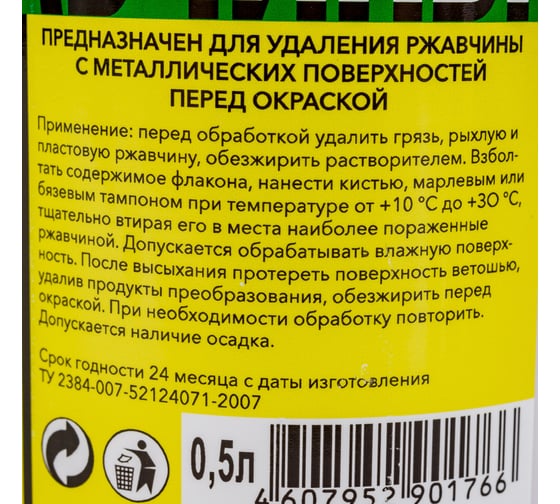 ПРЕДНАЗНАЧЕН ДЛЯ УДАЛЕНИЯ РЖАВЧИНЫ
С МЕТАЛЛИЧЕСКИХ ПОВЕРХНОСТЕЙ
ПЕРЕД ОКРАСКОЙ
Применение: перед обработкой удалить грязь, рыхлую и
пластовую ржавчину, обезжирить растворителем. Взбол-
тать содержимое флакона, нанести кистью, марлевым или
бязевым тампоном при температуре от +10 °С до +3О °С,
тщательно втирая его в места наиболее пораженные
ржавчиной. Допускается обрабатывать влажную поверх-
ность. После высыхания протереть поверхность ветошью,
удалив продукты преобразования, обезжирить перед
окраской. При необходимости обработку повторить.
Допускается наличие осадка.
Срок годности 24 месяца с даты изготовления
ТУ 2384-007-52124071-2007
0,5л
4 607952 901766